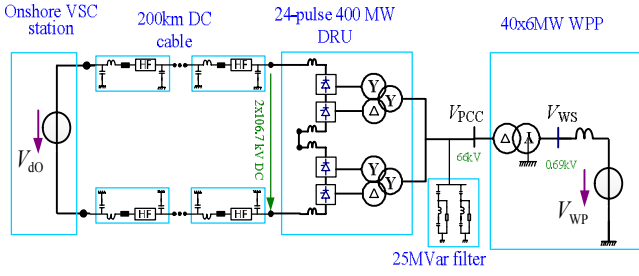 Onshore VSC
station
200km DC
cable
24-pulse 400 MW
DRU
40x6MW WPP
HF
HF
V_dO
2x106.7 kV DC
Y
Δ
Y
V_PCC
66kV
Δ
Y
V_WS
0.69kV
V_WP
Y
Δ
Y
HF
HF
25MVar filter